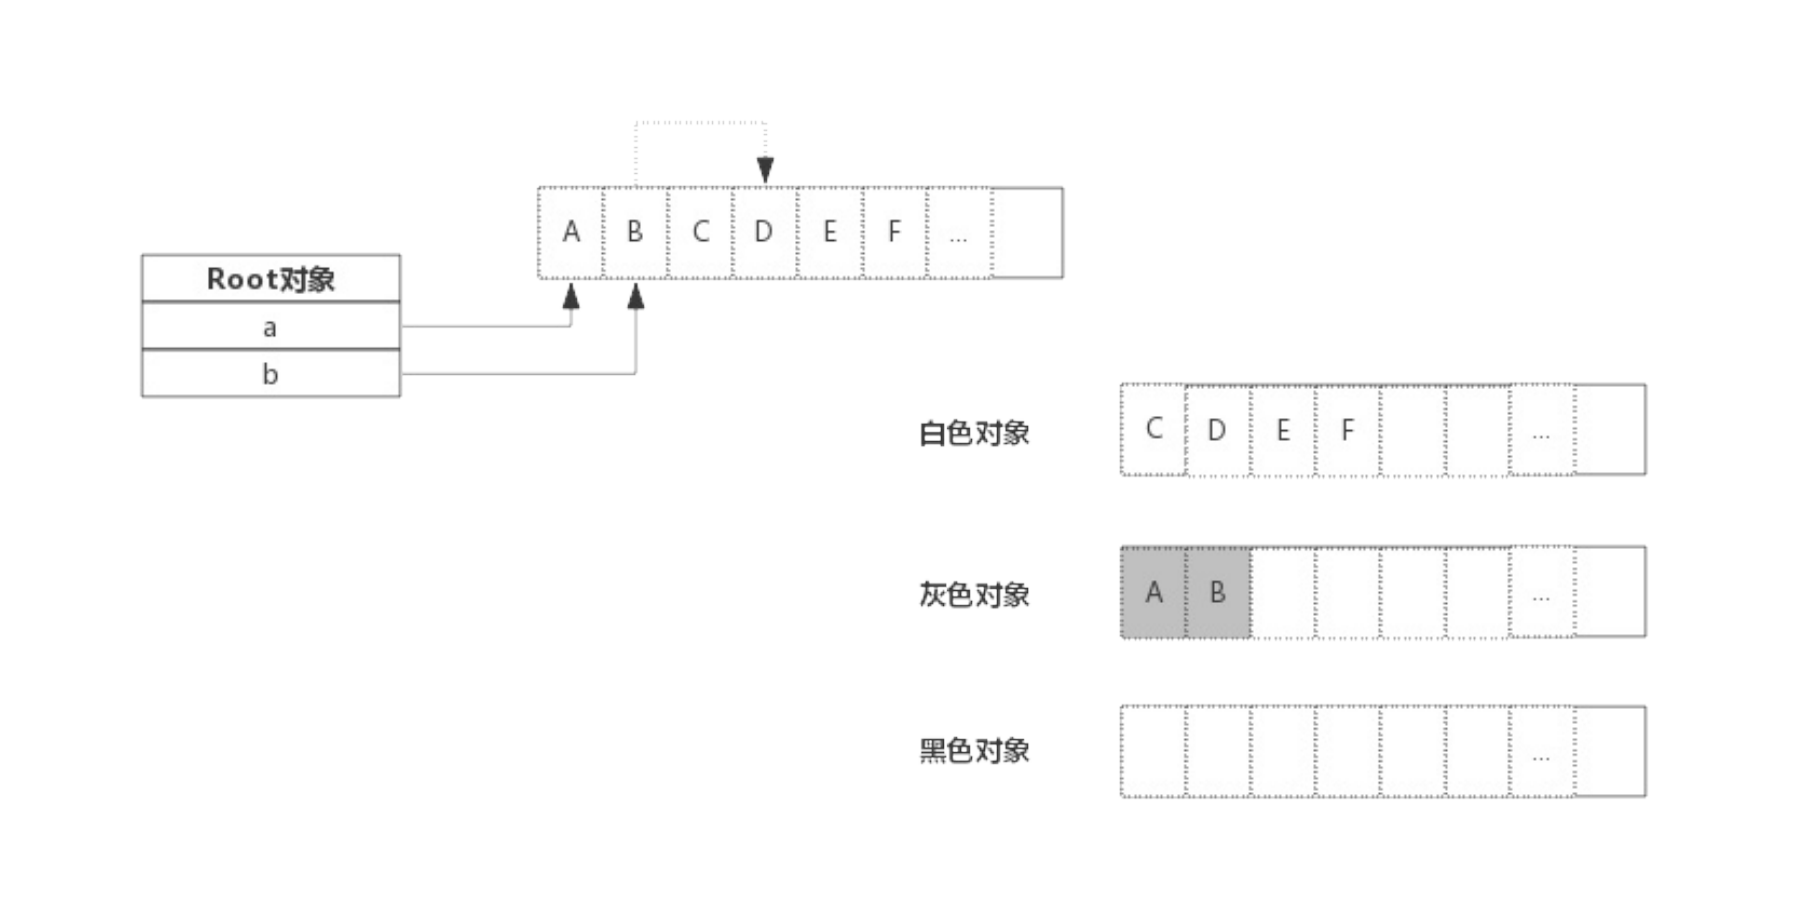 A B C D E F ...
Root对象
a
b
白色对象 C D E F ...
灰色对象 A B ...
黑色对象 ...